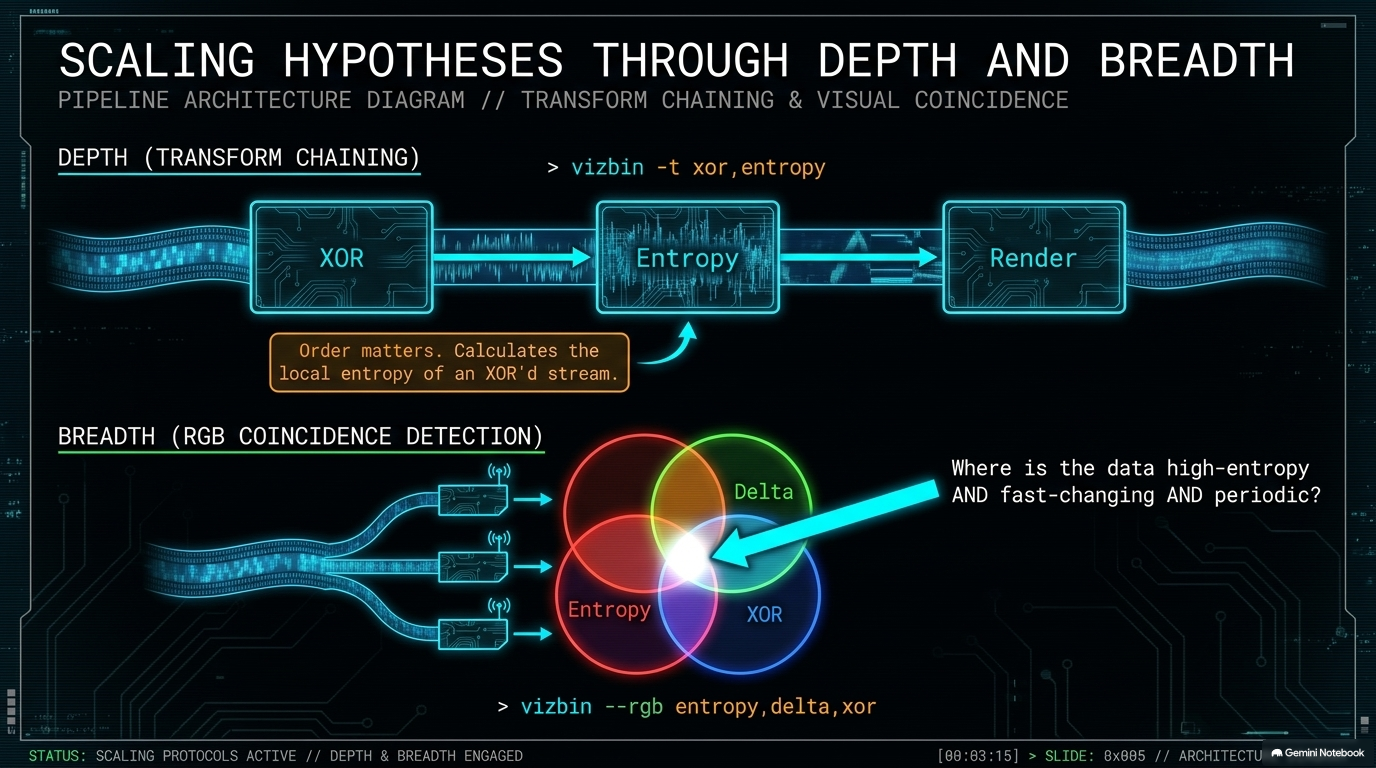 SCALING HYPOTHESES THROUGH DEPTH AND BREADTH
PIPELINE ARCHITECTURE DIAGRAM // TRANSFORM CHAINING & VISUAL COINCIDENCE
DEPTH (TRANSFORM CHAINING)
> vizbin -t xor,entropy
XOR
Entropy
Render
Order matters. Calculates the
local entropy of an XOR'd stream.
BREADTH (RGB COINCIDENCE DETECTION)
Delta
Entropy
XOR
Where is the data high-entropy
AND fast-changing AND periodic?
> vizbin --rgb entropy,delta,xor
STATUS: SCALING PROTOCOLS ACTIVE // DEPTH & BREADTH ENGAGED
[00:03:15] > SLIDE: 0x005 // ARCHITECTU
Gemini Notebook